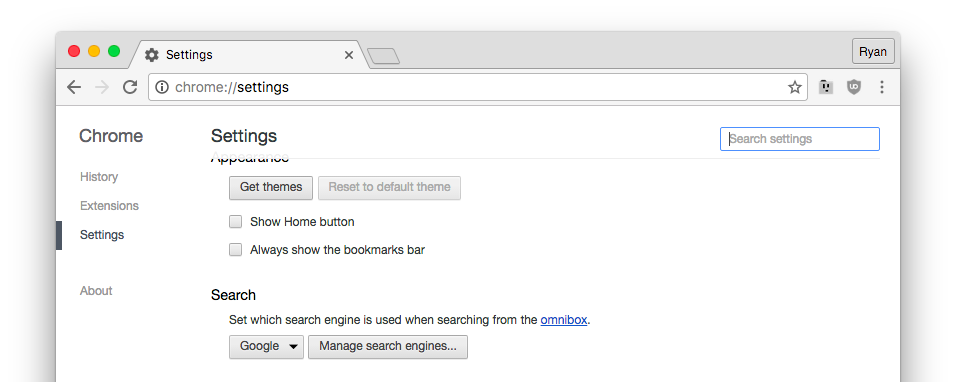 Settings
Ryan
chrome://settings
Chrome
Settings
Search settings
Appearance
History
Get themes
Reset to default theme
Extensions
Show Home button
Settings
Always show the bookmarks bar
About
Search
Set which search engine is used when searching from the omnibox.
Google
Manage search engines...